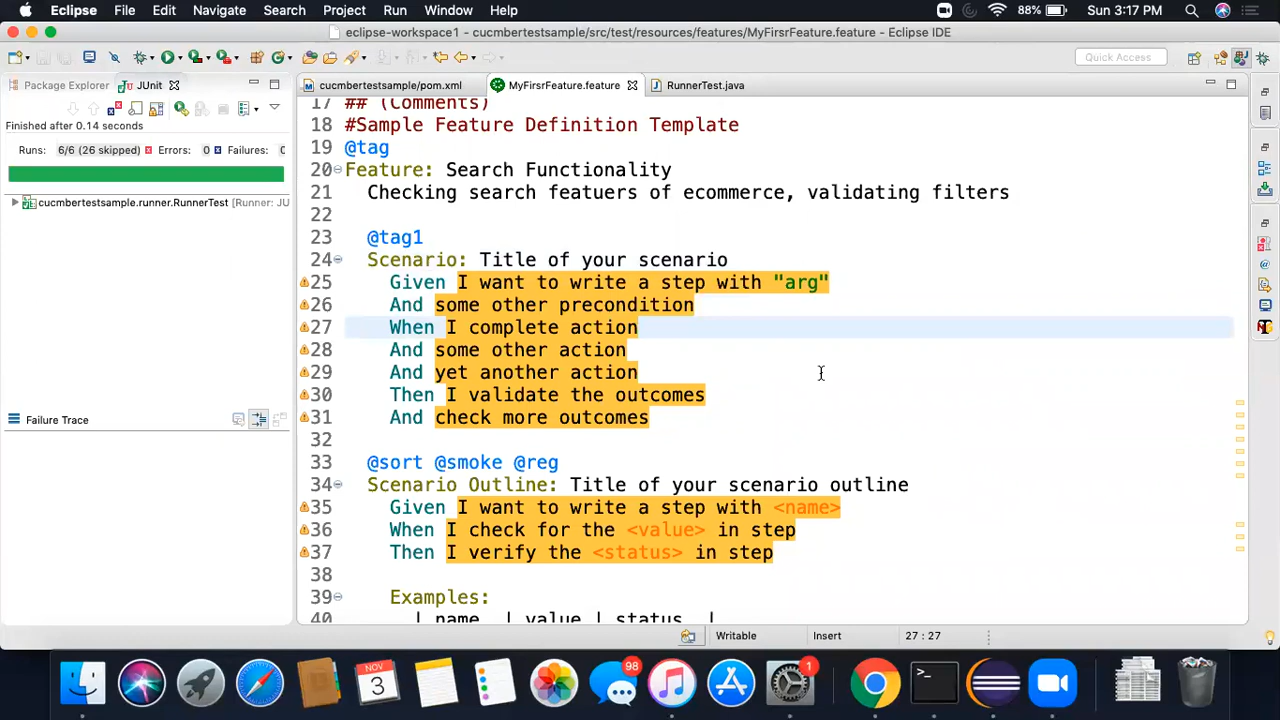 Eclipse File Edit Navigate Search Project Run Window Help 88% Sun 3:17 PM
eclipse-workspace1 - cucmbertestsample/src/test/resources/features/MyFirsrFeature.feature - Eclipse IDE
Quick Access
Package Explorer JUnit
cucmbertestsample/pom.xml MyFirsrFeature.feature RunnerTest.java
Finished after 0.14 seconds
Runs: 6/6 (26 skipped) Errors: 0 Failures: 0
cucmbertestsample.runner.RunnerTest [Runner: JU
Failure Trace
17 ## (Comments)
18 #Sample Feature Definition Template
19 @tag
20 Feature: Search Functionality
21 Checking search featuers of ecommerce, validating filters
22
23 @tag1
24 Scenario: Title of your scenario
25 Given I want to write a step with "arg"
26 And some other precondition
27 When I complete action
28 And some other action
29 And yet another action
30 Then I validate the outcomes
31 And check more outcomes
32
33 @sort @smoke @reg
34 Scenario Outline: Title of your scenario outline
35 Given I want to write a step with <name>
36 When I check for the <value> in step
37 Then I verify the <status> in step
38
39 Examples:
40 | name | value | status |
Writable Insert 27 : 27
NOV
3
98
1